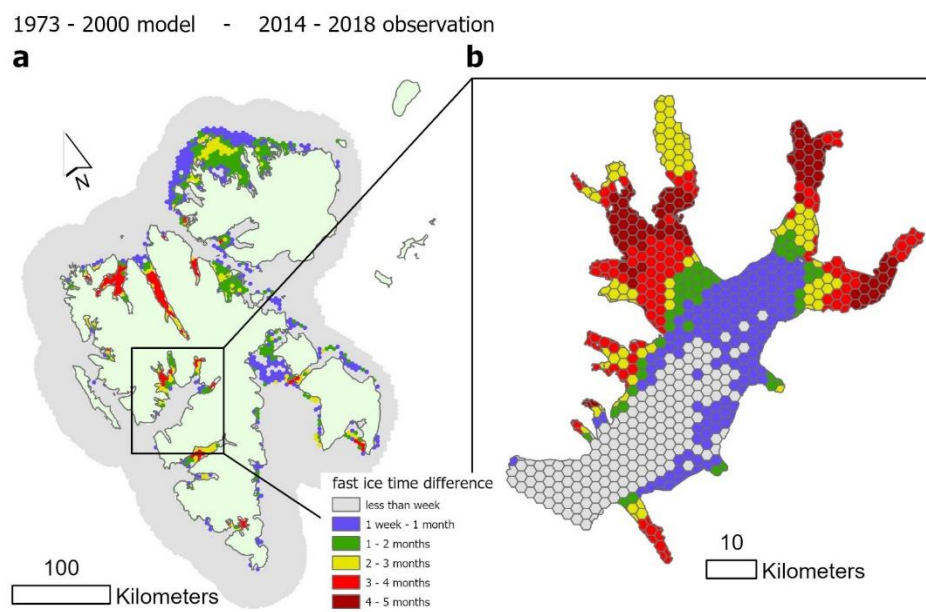 1973 - 2000 model - 2014 - 2018 observation
a
b
N
fast ice time difference
less than week
1 week - 1 month
1 - 2 months
2 - 3 months
3 - 4 months
4 - 5 months
100
Kilometers
10
Kilometers